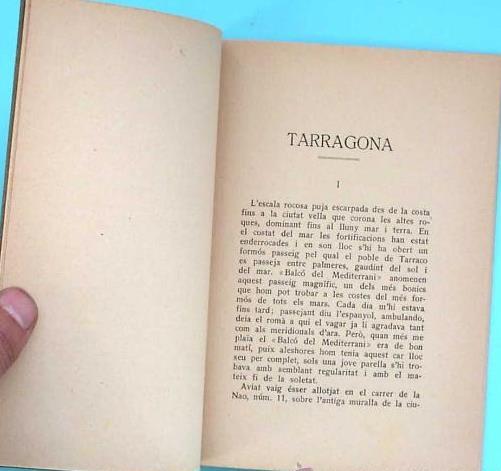 TARRAGONA
I
L'escala rocosa puja escarpada des de la costa
fins a la ciutat vella que corona les altes ro-
ques, dominant fins al lluny mar i terra. En
el costat del mar les fortificacions han estat
enderrocades i en son lloc s'hi ha obert un
formós passeig pel qual el poble de Tarraco
es passeja entre palmeres, gaudint del sol i
del mar. «Balcó del Mediterrani» anomenen
aquest passeig magnífic, un dels més bonics
que hom pot trobar a les costes del més for-
mós de tots els mars. Cada dia m'hi estava
fins tard; passejant diu l'espanyol, ambulando,
deia el romà a qui el vagar ja li agradava tant
com als meridionals d'ara. Però, quan més me
plaïa el «Balcó del Mediterrani» era de bon
matí, puix aleshores hom tenia aquest car lloc
seu per complet, sols una jove parella s'hi tro-
bava amb semblant regularitat i amb el ma-
teix fi de la soletat.
Aviat vaig ésser allotjat en el carrer de la
Nao, núm. 11, sobre l'antiga muralla de la ciu-